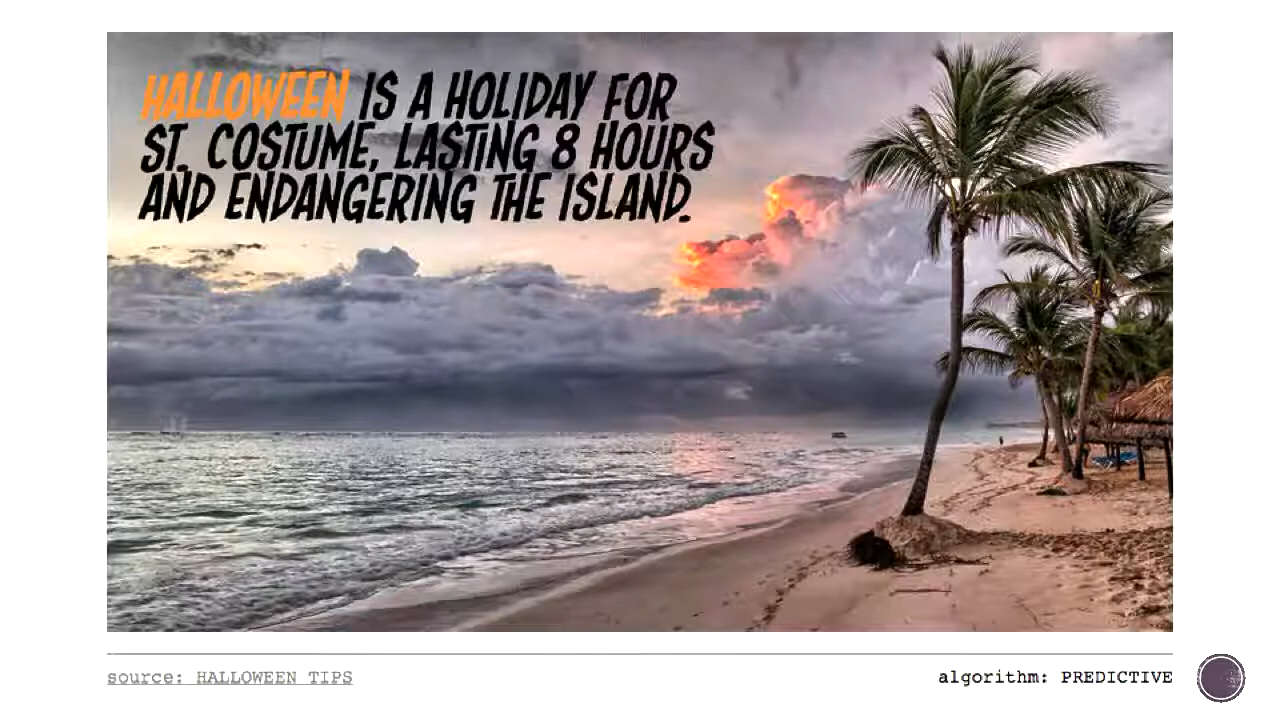 HALLOWEEN IS A HOLIDAY FOR
ST. COSTUME, LASTING 8 HOURS
AND ENDANGERING THE ISLAND.
source: HALLOWEEN TIPS
algorithm: PREDICTIVE